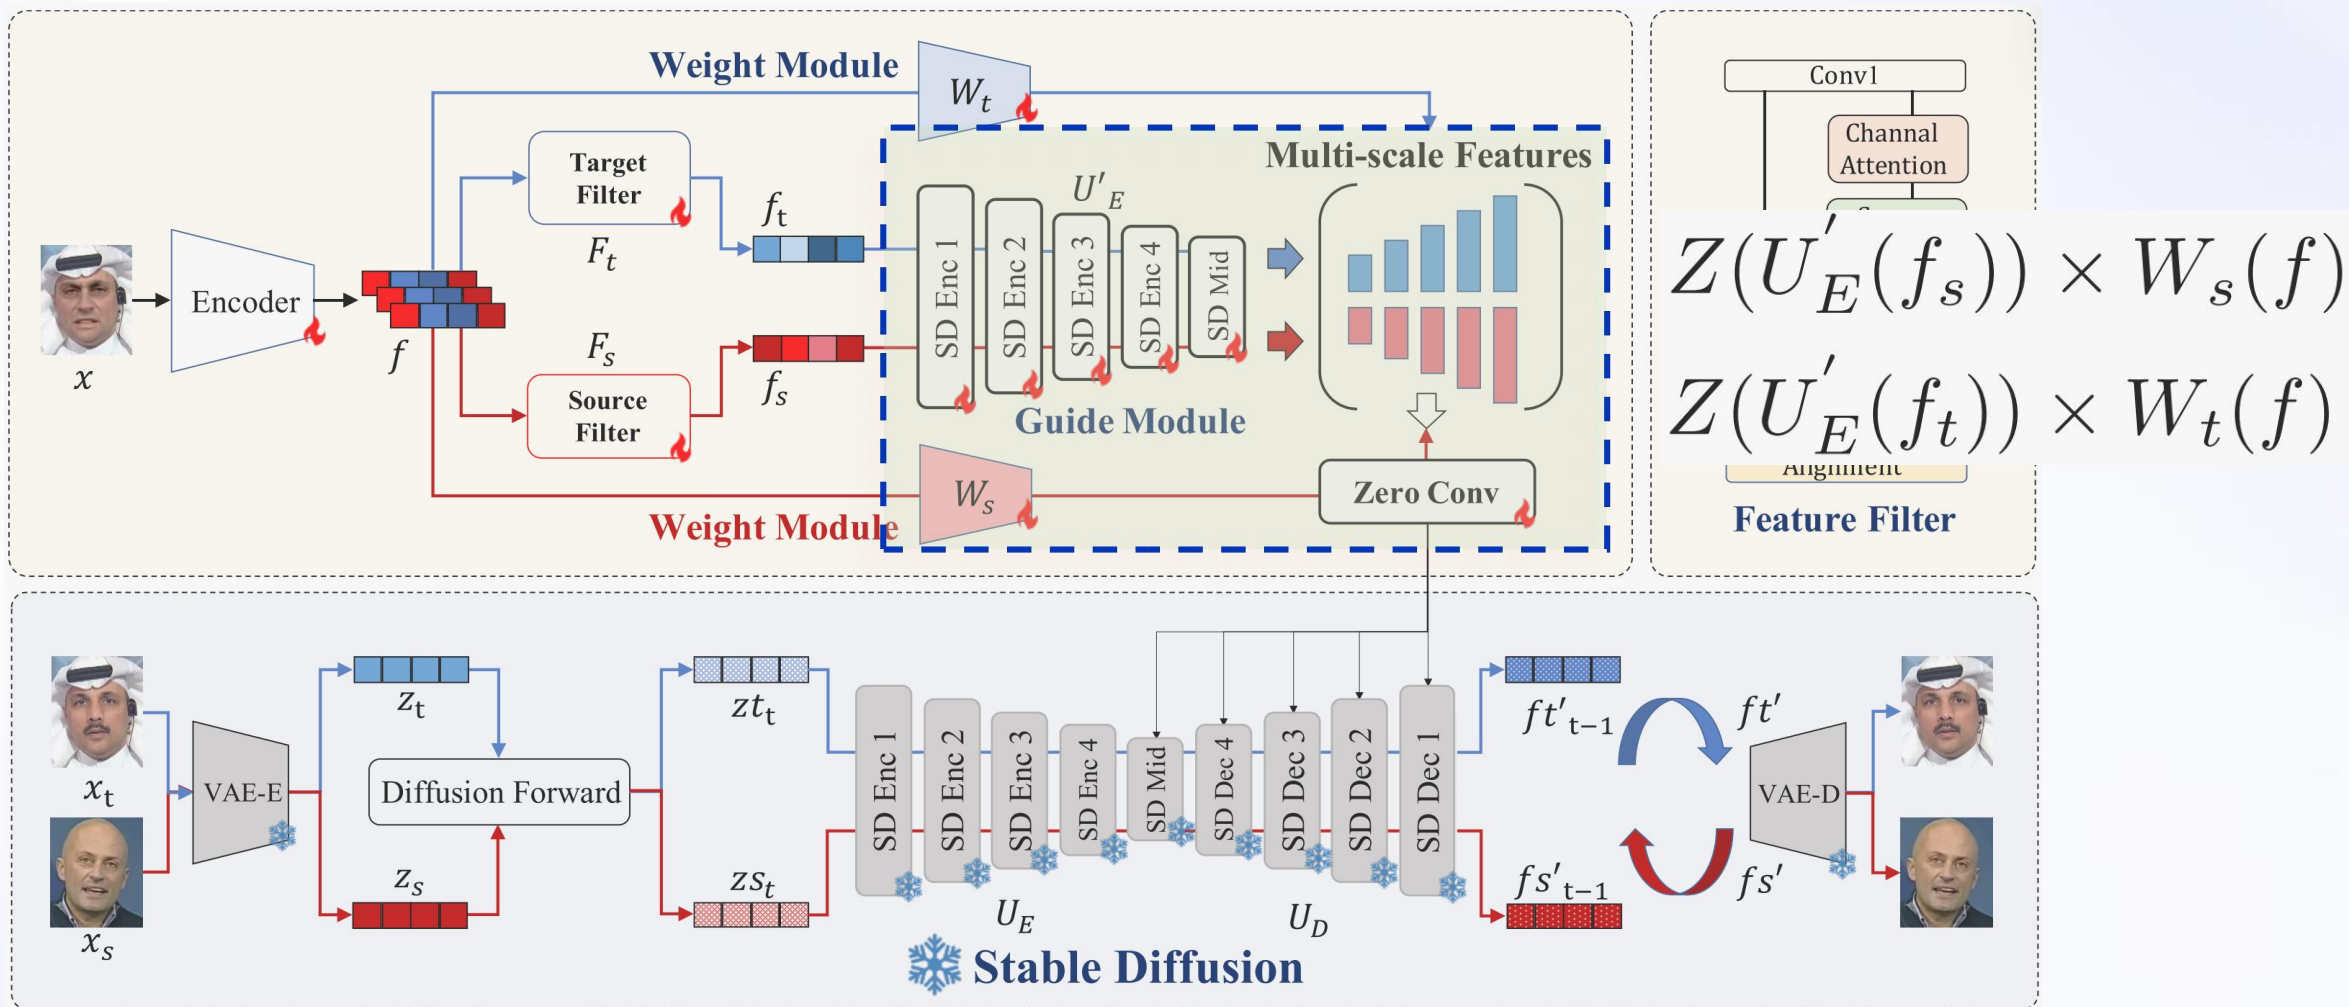 Weight Module
W_t
Target
Filter
F_t
f_t
Multi-scale Features
U'_E
SD Enc 1
SD Enc 2
SD Enc 3
SD Enc 4
SD Mid
x
Encoder
f
F_s
Source
Filter
f_s
Guide Module
W_s
Weight Module
Zero Conv
Conv1
Channal
Attention
Z(U'_E(f_s)) × W_s(f)
Z(U'_E(f_t)) × W_t(f)
Alignment
Feature Filter
x_t
x_s
VAE-E
z_t
z_s
Diffusion Forward
zt_t
zs_t
SD Enc 1
SD Enc 2
SD Enc 3
SD Enc 4
SD Mid
SD Dec 4
SD Dec 3
SD Dec 2
SD Dec 1
U_E
U_D
ft'_t−1
fs'_t−1
ft'
fs'
VAE-D
Stable Diffusion